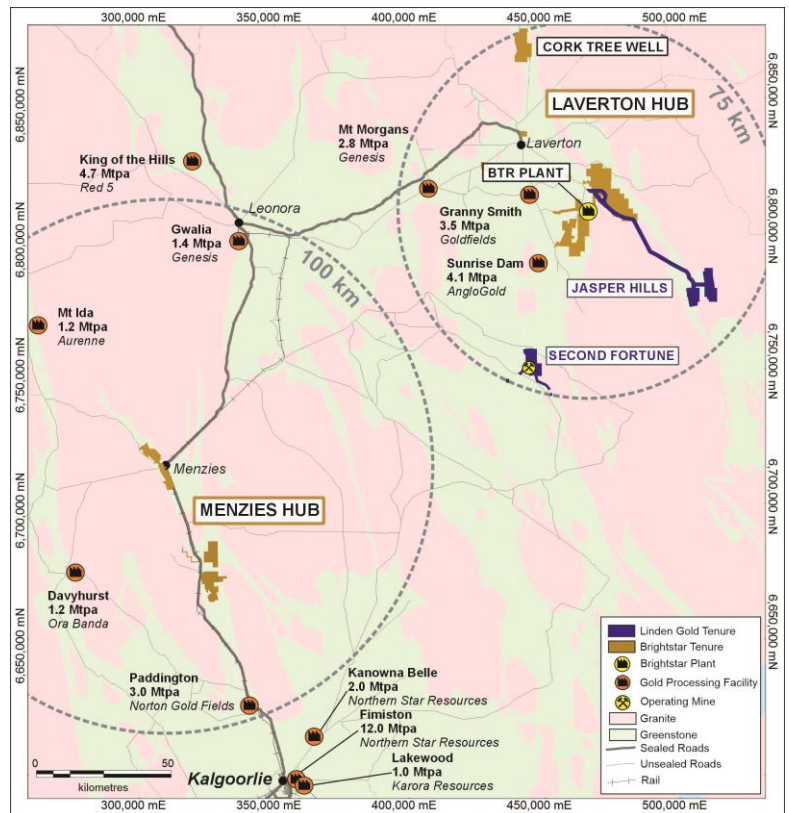 300,000 mE
350,000 mE
400,000 mE
450,000 mE
500,000 mE
6,850,000 mN
6,800,000 mN
6,750,000 mN
6,700,000 mN
6,650,000 mN
6,850,000 mN
6,800,000 mN
6,750,000 mN
6,700,000 mN
6,650,000 mN
CORK TREE WELL
LAVERTON HUB
75 km
Mt Morgans
2.8 Mtpa
Genesis
Laverton
King of the Hills
4.7 Mtpa
Red 5
BTR PLANT
Leonora
Granny Smith
3.5 Mtpa
Goldfields
Gwalia
1.4 Mtpa
Genesis
Sunrise Dam
4.1 Mtpa
AngloGold
100 km
JASPER HILLS
Mt Ida
1.2 Mtpa
Aurenne
SECOND FORTUNE
Menzies
MENZIES HUB
Davyhurst
1.2 Mtpa
Ora Banda
Paddington
3.0 Mtpa
Norton Gold Fields
Kanowna Belle
2.0 Mtpa
Northern Star Resources
Fimiston
12.0 Mtpa
Northern Star Resources
Lakewood
1.0 Mtpa
Karora Resources
Kalgoorlie
0
50
kilometres
Linden Gold Tenure
Brightstar Tenure
Brightstar Plant
Gold Processing Facility
Operating Mine
Granite
Greenstone
Sealed Roads
Unsealed Roads
Rail
300,000 mE
350,000 mE
400,000 mE
450,000 mE
500,000 mE